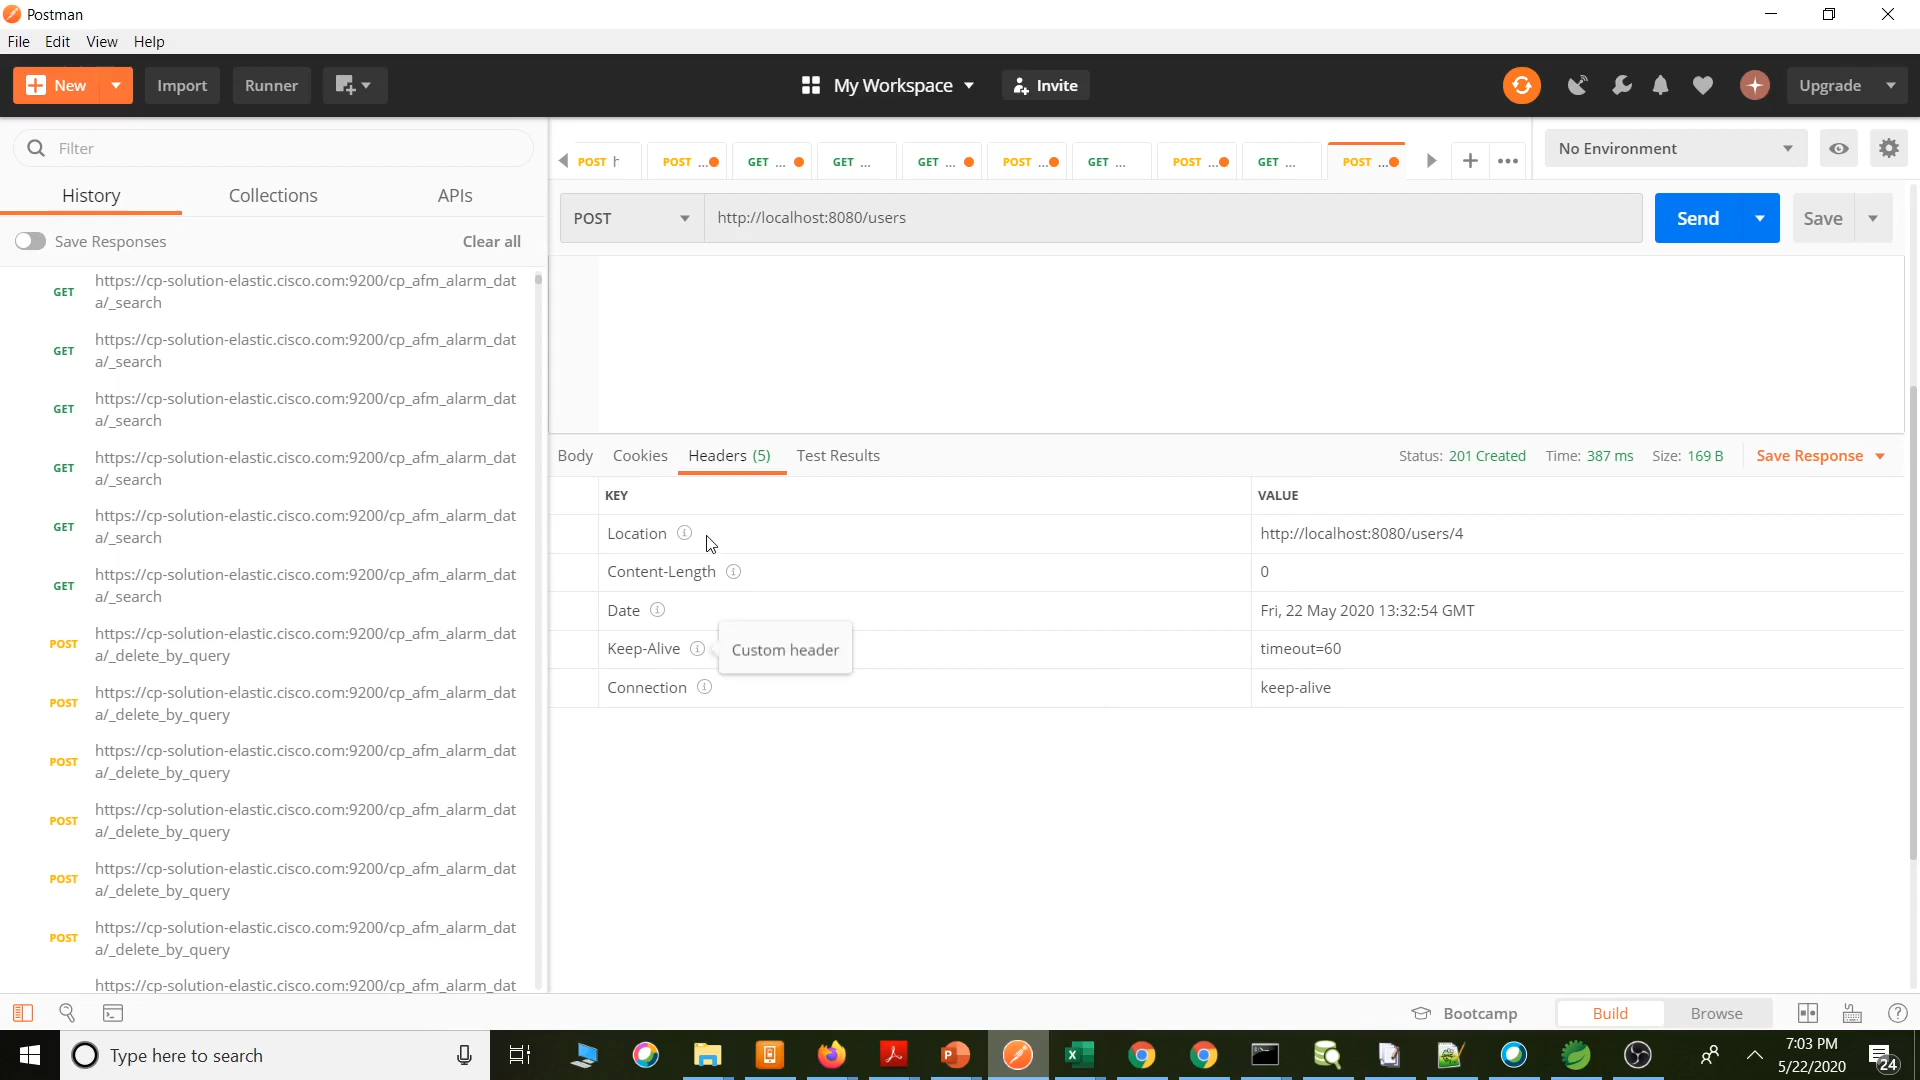 Postman
File Edit View Help
New Import Runner My Workspace Invite Upgrade
Filter
History Collections APIs
Save Responses Clear all
GET https://cp-solution-elastic.cisco.com:9200/cp_afm_alarm_dat
a/_search
GET https://cp-solution-elastic.cisco.com:9200/cp_afm_alarm_dat
a/_search
GET https://cp-solution-elastic.cisco.com:9200/cp_afm_alarm_dat
a/_search
GET https://cp-solution-elastic.cisco.com:9200/cp_afm_alarm_dat
a/_search
GET https://cp-solution-elastic.cisco.com:9200/cp_afm_alarm_dat
a/_search
GET https://cp-solution-elastic.cisco.com:9200/cp_afm_alarm_dat
a/_search
POST https://cp-solution-elastic.cisco.com:9200/cp_afm_alarm_dat
a/_delete_by_query
POST https://cp-solution-elastic.cisco.com:9200/cp_afm_alarm_dat
a/_delete_by_query
POST https://cp-solution-elastic.cisco.com:9200/cp_afm_alarm_dat
a/_delete_by_query
POST https://cp-solution-elastic.cisco.com:9200/cp_afm_alarm_dat
a/_delete_by_query
POST https://cp-solution-elastic.cisco.com:9200/cp_afm_alarm_dat
a/_delete_by_query
POST https://cp-solution-elastic.cisco.com:9200/cp_afm_alarm_dat
a/_delete_by_query
https://cp-solution-elastic.cisco.com:9200/cp_afm_alarm_dat
POST h POST ... GET ... GET ... GET ... POST ... GET ... POST ... GET ... POST ...
No Environment
POST http://localhost:8080/users Send Save
Body Cookies Headers (5) Test Results Status: 201 Created Time: 387 ms Size: 169 B Save Response
KEY VALUE
Location http://localhost:8080/users/4
Content-Length 0
Date Fri, 22 May 2020 13:32:54 GMT
Keep-Alive Custom header timeout=60
Connection keep-alive
Bootcamp Build Browse
Type here to search
7:03 PM
5/22/2020
24